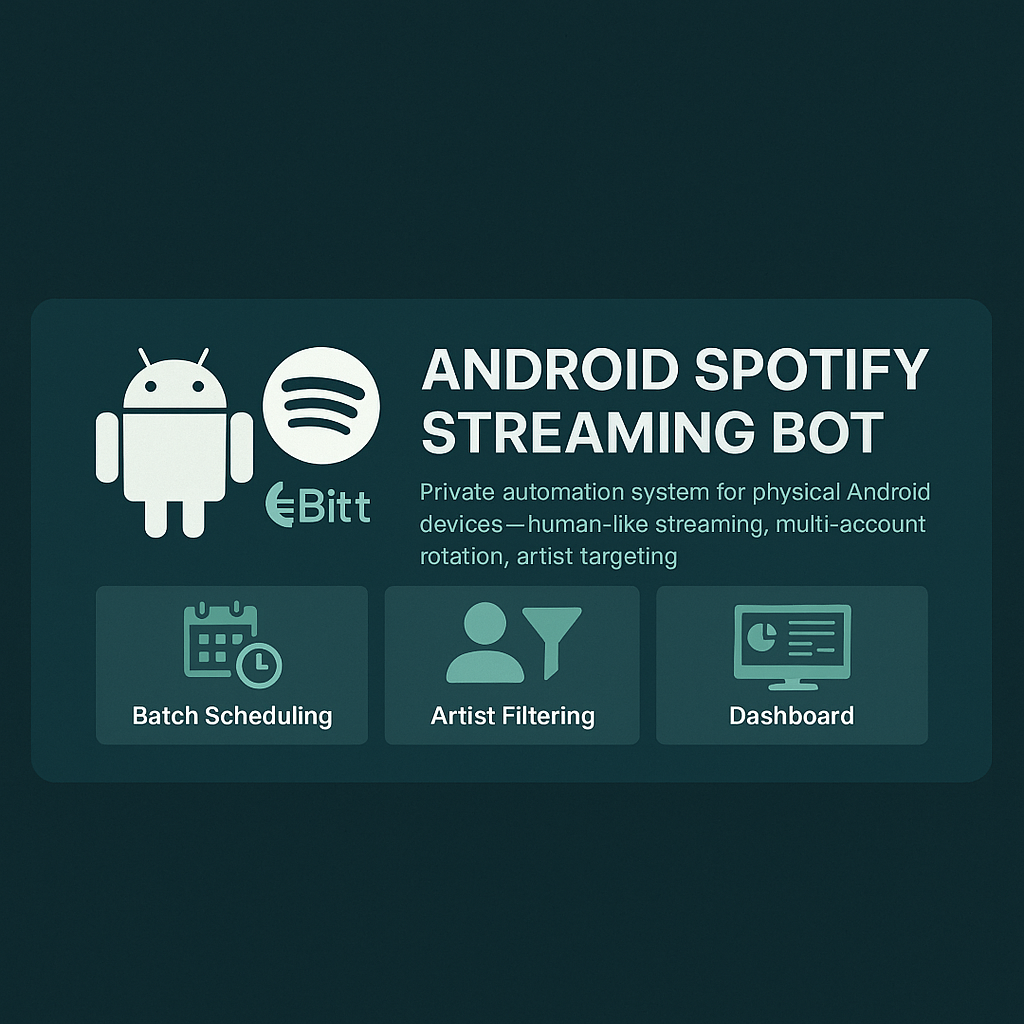 ANDROID SPOTIFY
STREAMING BOT
Bitt
Private automation system for physical Android
devices—human-like streaming, multi-account
rotation, artist targeting
Batch Scheduling
Artist Filtering
Dashboard